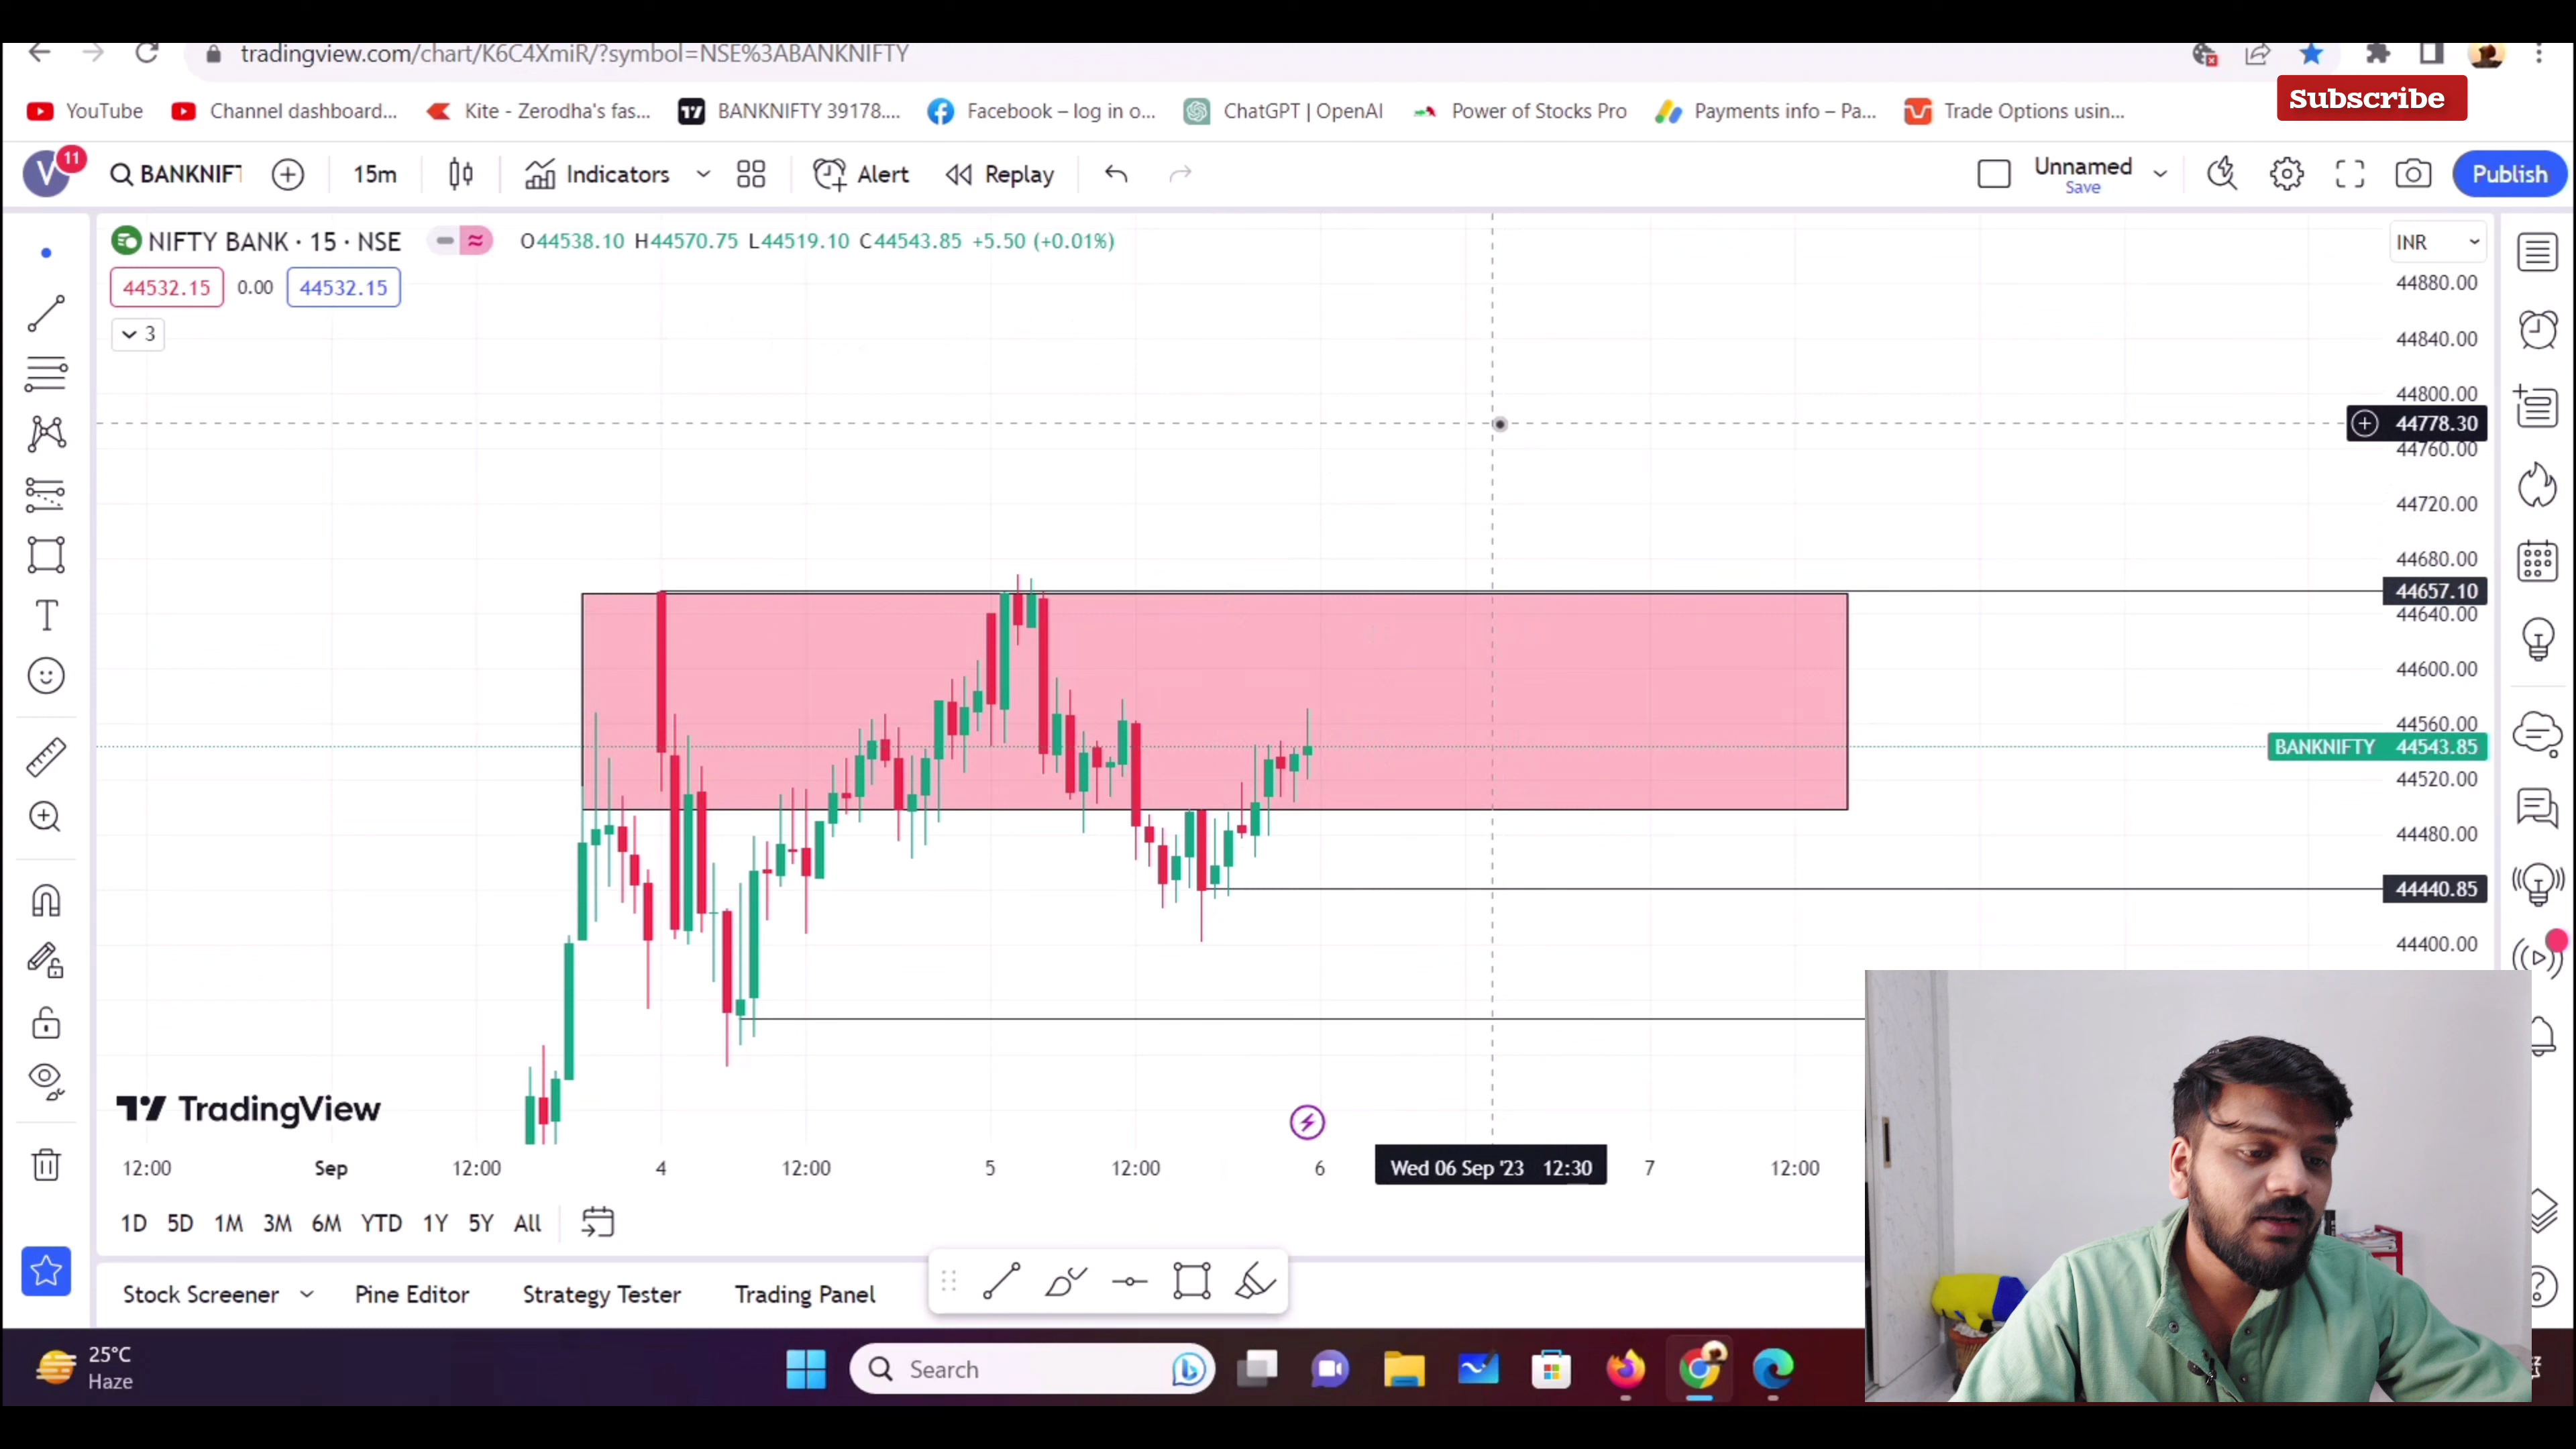 tradingview.com/chart/K6C4XmiR/?symbol=NSE%3ABANKNIFTY
YouTube Channel dashboard... Kite - Zerodha's fas... BANKNIFTY 39178.... Facebook – log in o... ChatGPT | OpenAI Power of Stocks Pro Payments info – Pa... Trade Options usin...
Subscribe
V 11 BANKNIFT 15m Indicators Alert Replay Unnamed Save Publish
NIFTY BANK · 15 · NSE O44538.10 H44570.75 L44519.10 C44543.85 +5.50 (+0.01%)
INR
44532.15 0.00 44532.15
3
44880.00
44840.00
44800.00
44778.30
44760.00
44720.00
44680.00
44657.10
44640.00
44600.00
44560.00
BANKNIFTY 44543.85
44520.00
44480.00
44440.85
44400.00
TradingView
12:00 Sep 12:00 4 12:00 5 12:00 6 Wed 06 Sep '23 12:30 7 12:00
1D 5D 1M 3M 6M YTD 1Y 5Y All
Stock Screener Pine Editor Strategy Tester Trading Panel
25°C
Haze
Search